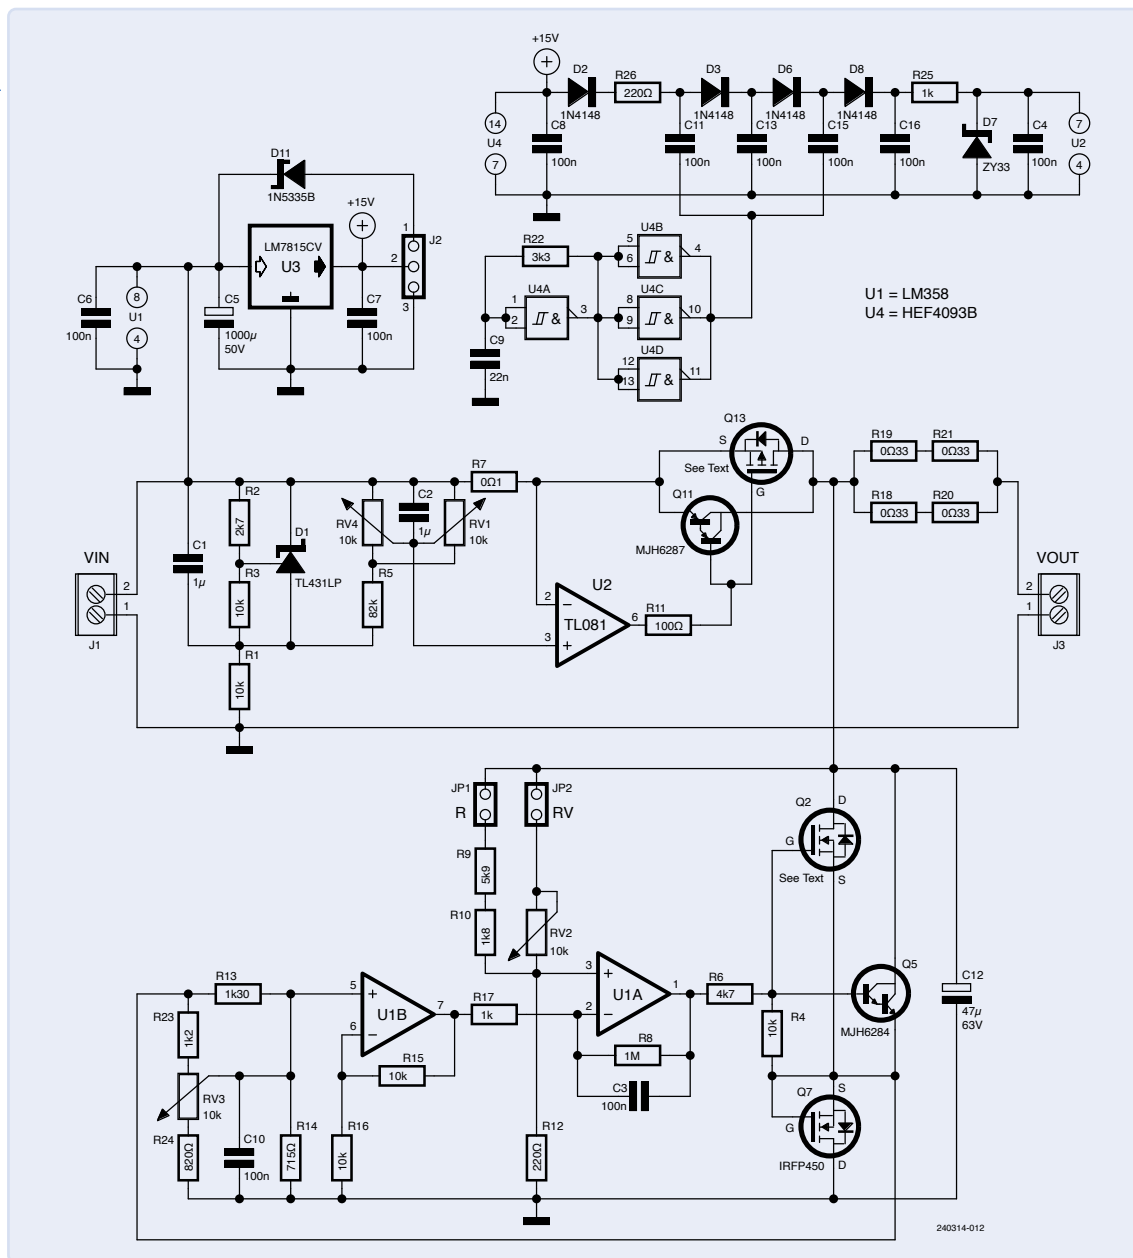 +15V
D2
R26
D3
D6
D8
R25
220Ω
1k
1N4148
1N4148
1N4148
1N4148
14
U4
7
C8
100n
C11
100n
C13
100n
C15
100n
C16
100n
D7
ZY33
C4
100n
7
U2
4
D11
1N5335B
+15V
LM7815CV
U3
1
J2
2
3
C6
100n
8
U1
4
C5
1000µ
50V
C7
100n
R22
3k3
U4A
1
2
&
3
C9
22n
U4B
5
6
&
4
U4C
8
9
&
10
U4D
12
13
&
11
U1 = LM358
U4 = HEF4093B
Q13
S
D
See Text
G
Q11
MJH6287
R19
0Ω33
R21
0Ω33
R18
0Ω33
R20
0Ω33
R7
0Ω1
R2
2k7
D1
TL431LP
RV4
10k
C2
1µ
RV1
10k
VIN
2
1
J1
C1
1µ
R3
10k
R5
82k
U2
2
TL081
6
3
R11
100Ω
VOUT
2
1
J3
R1
10k
JP1
R
JP2
RV
Q2
D
G
See Text
S
R9
5k9
R10
1k8
RV2
10k
R13
1k30
5
U1B
7
6
R17
1k
3
U1A
1
2
R6
4k7
Q5
MJH6284
C12
47µ
63V
R23
1k2
R15
10k
R8
1M
C3
100n
R4
10k
RV3
10k
Q7
S
G
IRFP450
D
R24
820Ω
C10
100n
R14
715Ω
R16
10k
R12
220Ω
240314-012